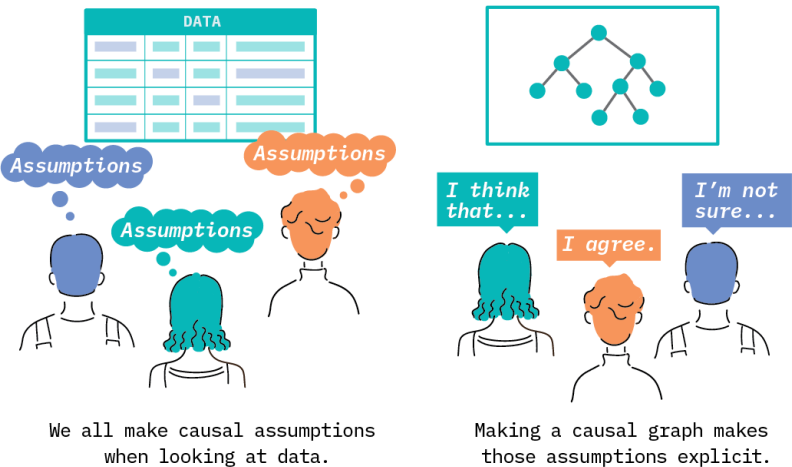 DATA
Assumptions
Assumptions
Assumptions
We all make causal assumptions
when looking at data.
I think
that...
I agree.
I'm not
sure...
Making a causal graph makes
those assumptions explicit.